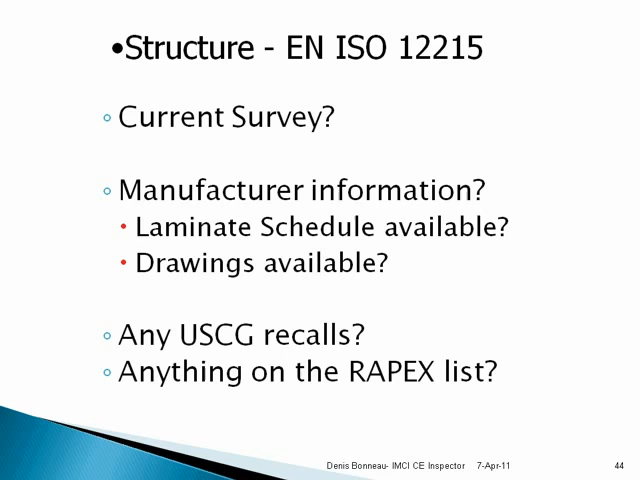 •Structure - EN ISO 12215
◦ Current Survey?
◦ Manufacturer information?
• Laminate Schedule available?
• Drawings available?
◦ Any USCG recalls?
◦ Anything on the RAPEX list?
Denis Bonneau- IMCI CE Inspector 7-Apr-11 44